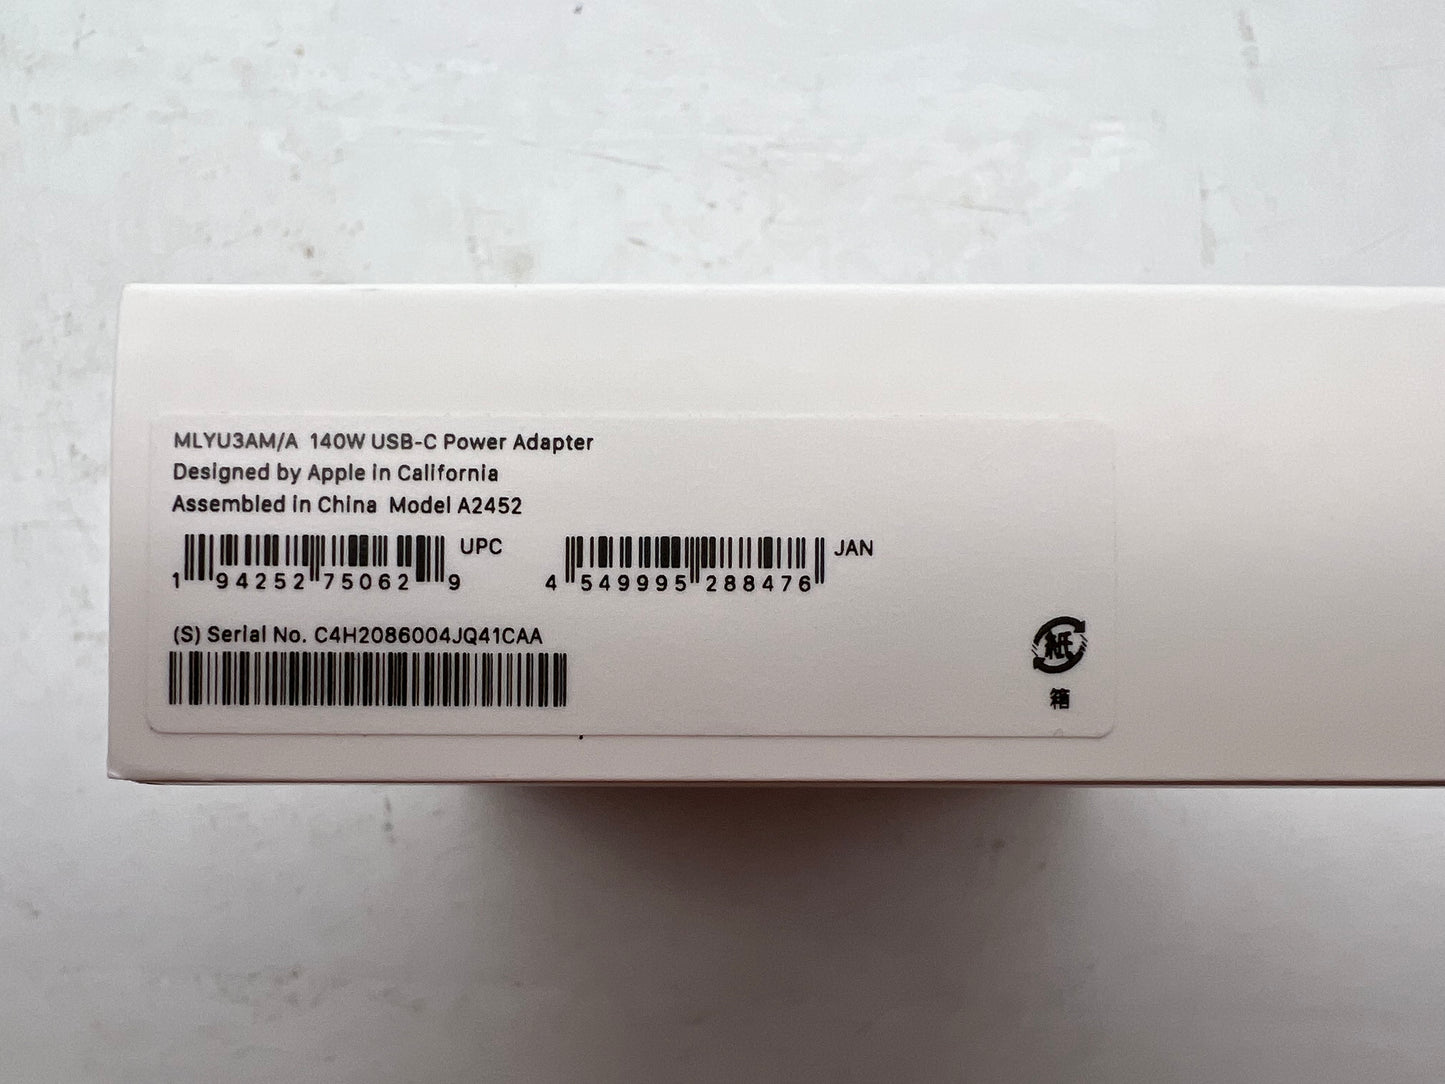 MLYU3AM/A 140W USB-C Power Adapter
Designed by Apple in California
Assembled in China Model A2452
UPC
1 94252 75062 9
JAN
4 549995 288476
(S) Serial No. C4H2086004JQ41CAA
紙
箱